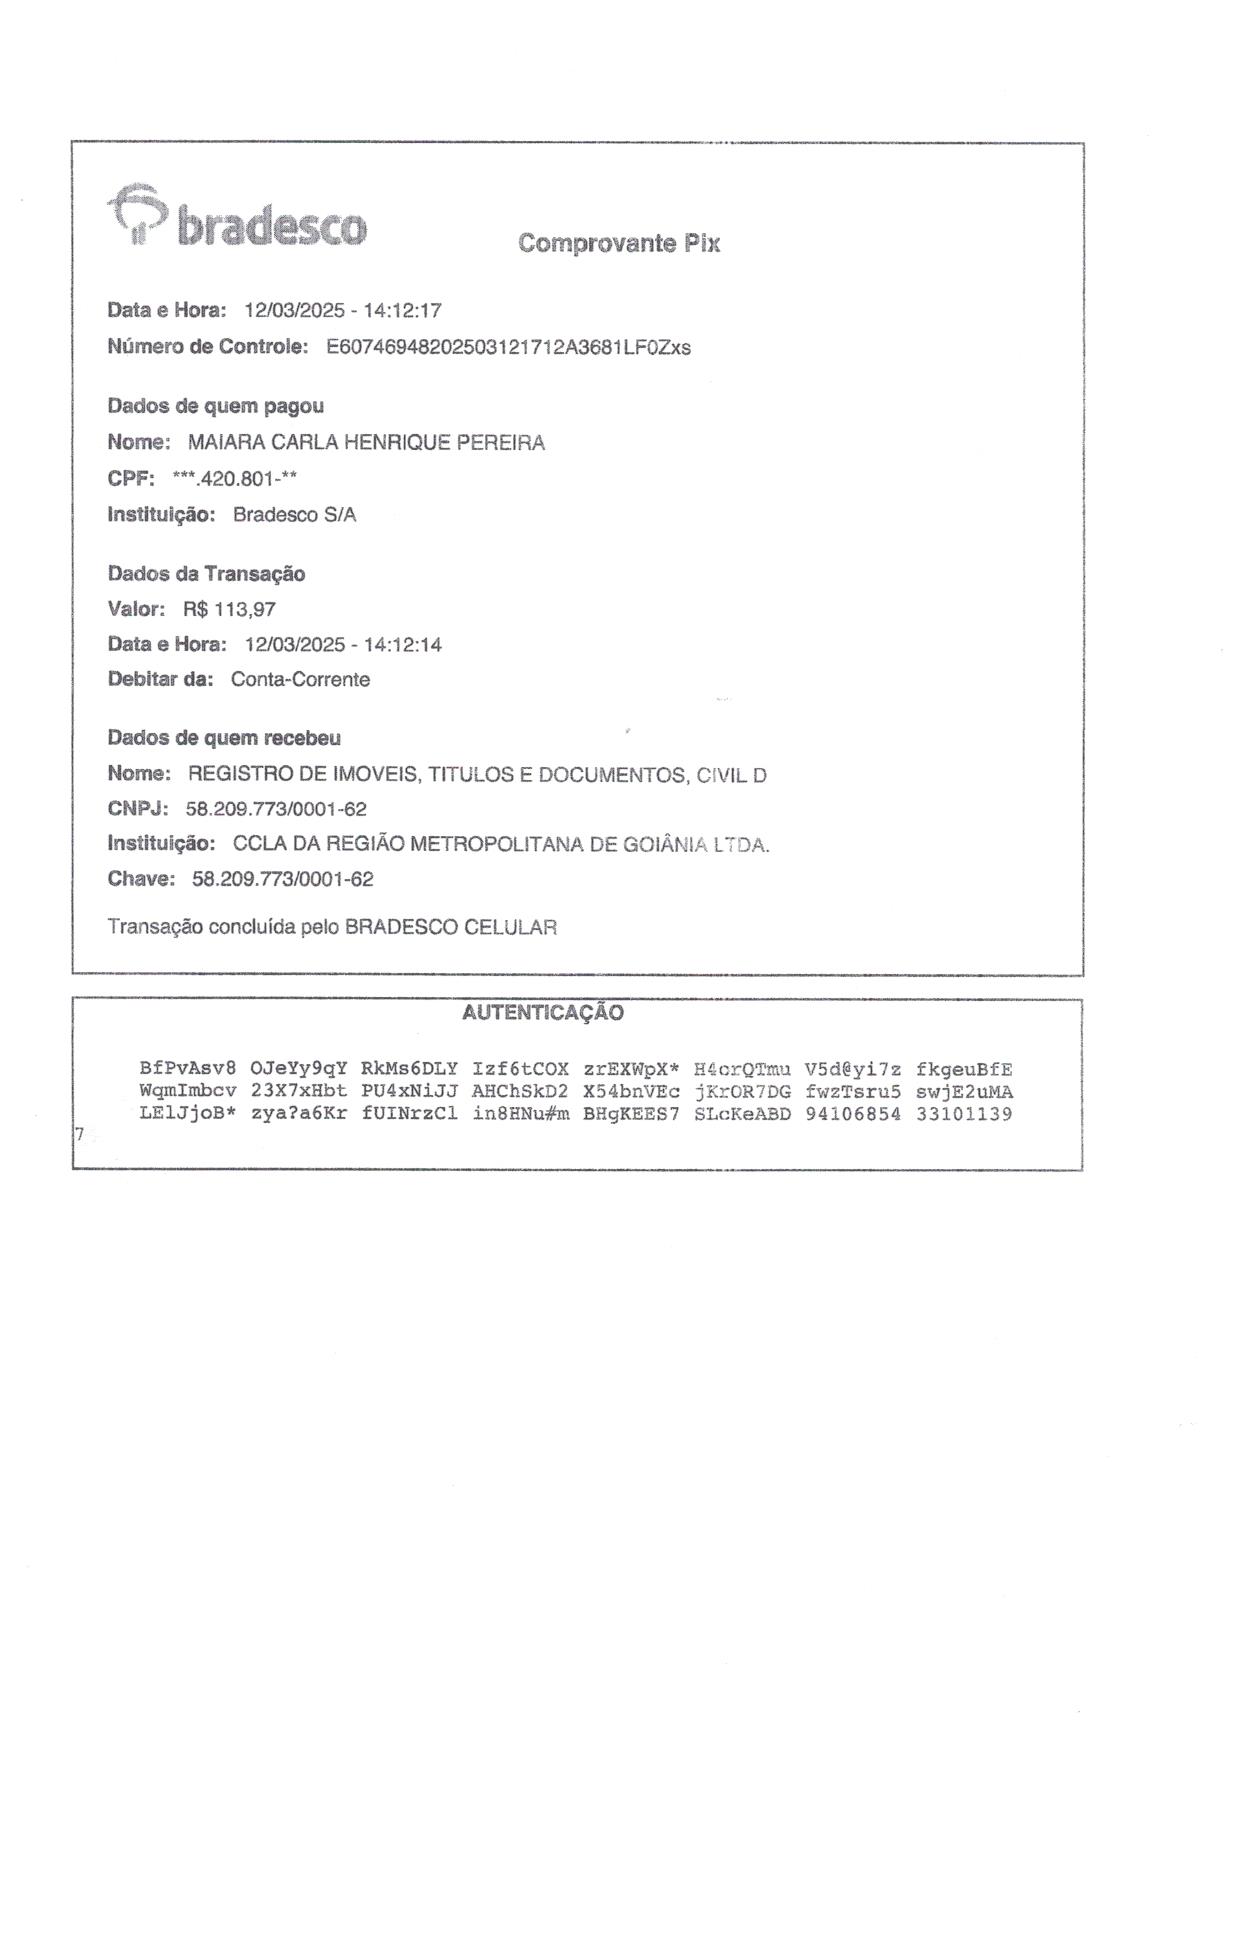 bradesco
Comprovante Pix
Data e Hora: 12/03/2025 - 14:12:17
Número de Controle: E60746948202503121712A3681LF0Zxs
Dados de quem pagou
Nome: MAIARA CARLA HENRIQUE PEREIRA
CPF: ***.420.801-**
Instituição: Bradesco S/A
Dados da Transação
Valor: R$ 113,97
Data e Hora: 12/03/2025 - 14:12:14
Debitar da: Conta-Corrente
Dados de quem recebeu
Nome: REGISTRO DE IMOVEIS, TITULOS E DOCUMENTOS, CIVIL D
CNPJ: 58.209.773/0001-62
Instituição: CCLA DA REGIÃO METROPOLITANA DE GOIÂNIA LTDA.
Chave: 58.209.773/0001-62
Transação concluída pelo BRADESCO CELULAR
AUTENTICAÇÃO
BfPvAsv8 OJeYy9qY RkMs6DLY Izf6tCOX zrEXWpX* H4crQTmu V5d@yi7z fkgeuBfE
WqmImbcv 23X7xHbt PU4xNiJJ AHChSkD2 X54bnVEc jKrOR7DG fwzTsru5 swjE2uMA
LElJjoB* zya?a6Kr fUINrzCl in8HNu#m BHgKEES7 SLcKeABD 94106854 33101139
7